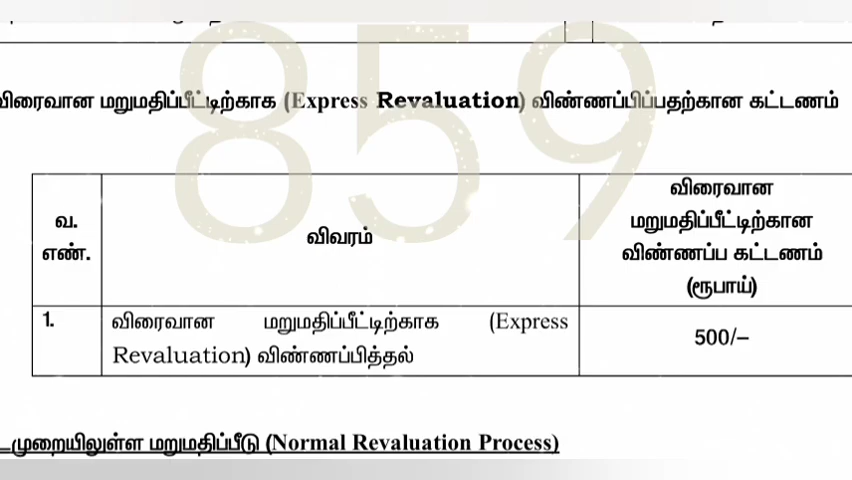 859
விரைவான மறுமதிப்பீட்டிற்காக (Express Revaluation) விண்ணப்பிப்பதற்கான கட்டணம்
வ. எண்.
விவரம்
விரைவான
மறுமதிப்பீட்டிற்கான
விண்ணப்ப கட்டணம்
(ரூபாய்)
1.
விரைவான மறுமதிப்பீட்டிற்காக (Express
Revaluation) விண்ணப்பித்தல்
500/–
முறையிலுள்ள மறுமதிப்பீடு (Normal Revaluation Process)